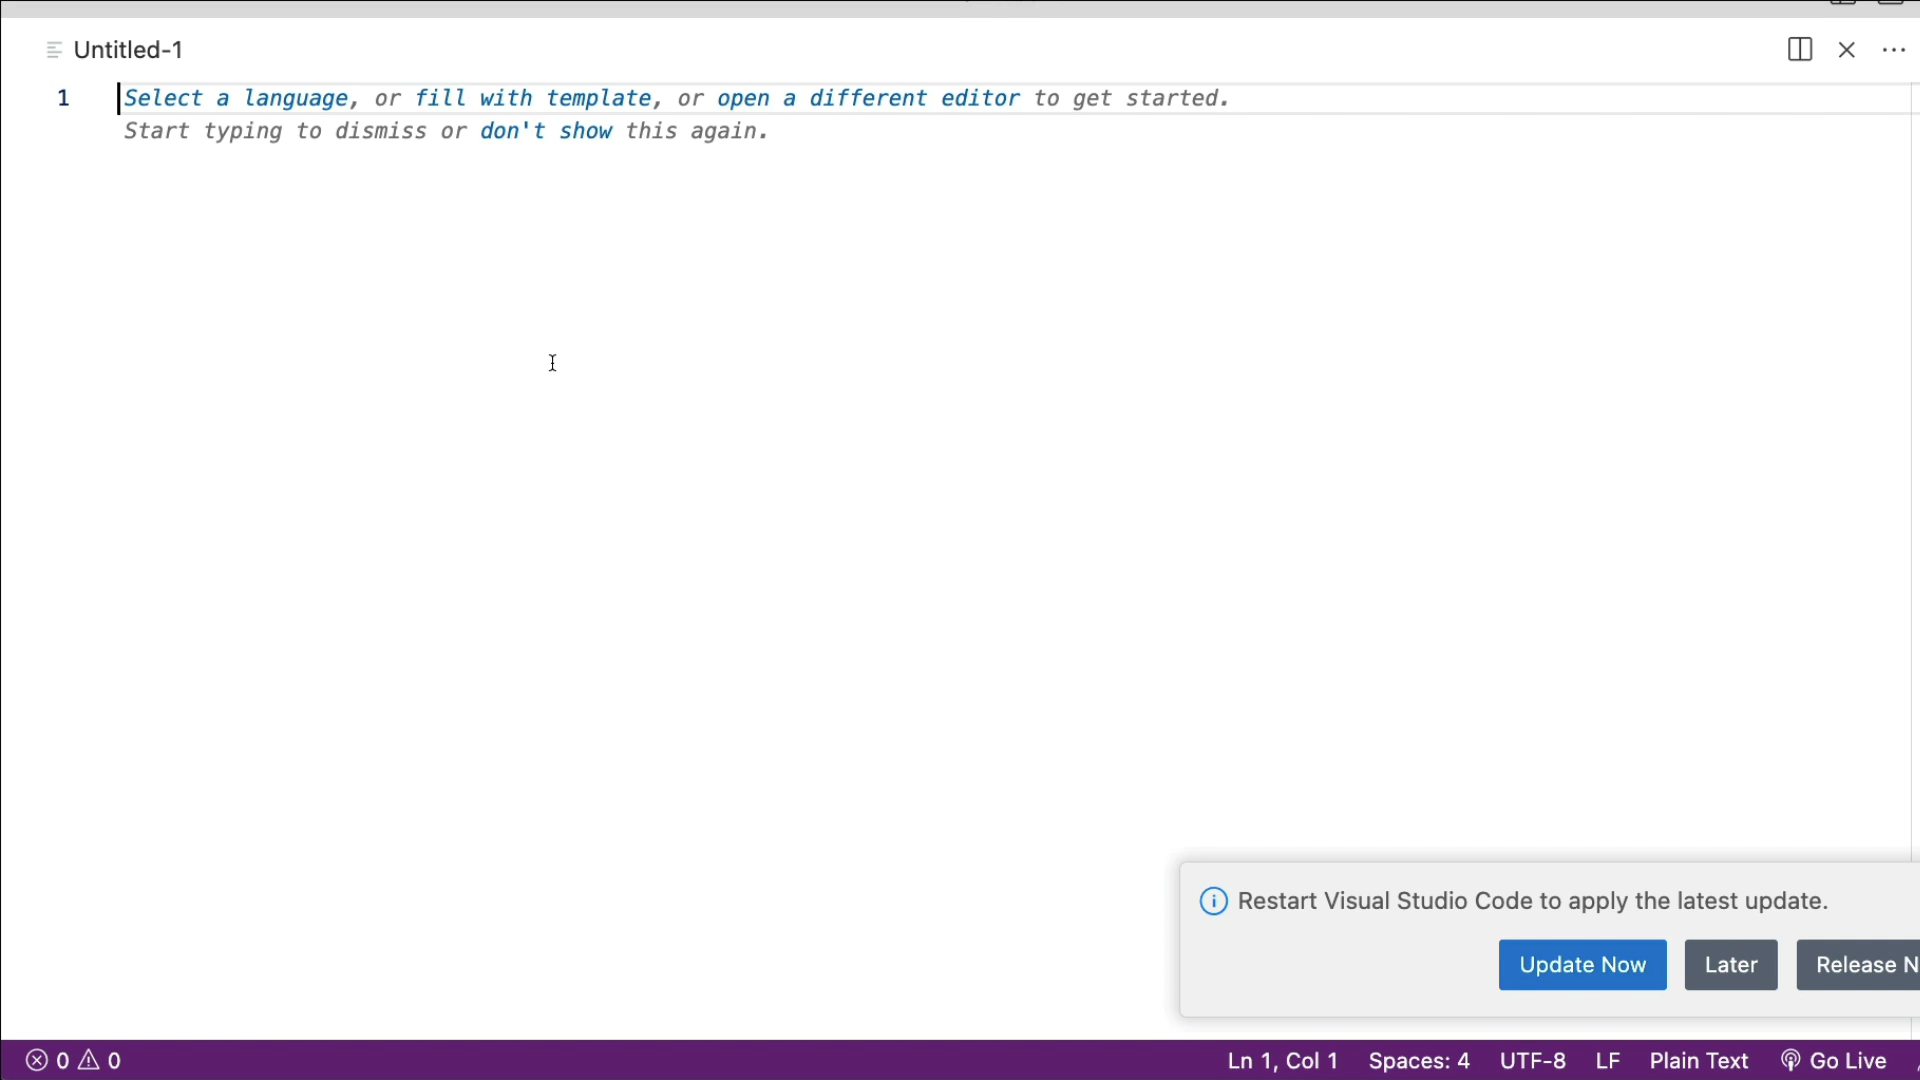 Untitled-1
1 Select a language, or fill with template, or open a different editor to get started.
Start typing to dismiss or don't show this again.
Restart Visual Studio Code to apply the latest update.
Update Now Later Release N
0 0 Ln 1, Col 1 Spaces: 4 UTF-8 LF Plain Text Go Live